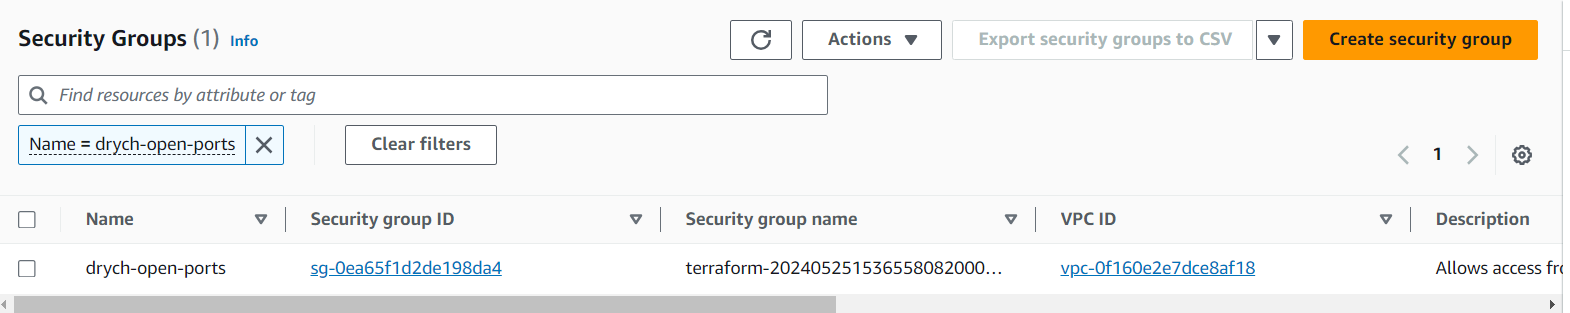 Security Groups (1) Info
Actions
Export security groups to CSV
Create security group
Find resources by attribute or tag
Name = drych-open-ports
Clear filters
1
Name Security group ID Security group name VPC ID Description
drych-open-ports sg-0ea65f1d2de198da4 terraform-202405251536558082000... vpc-0f160e2e7dce8af18 Allows access fro